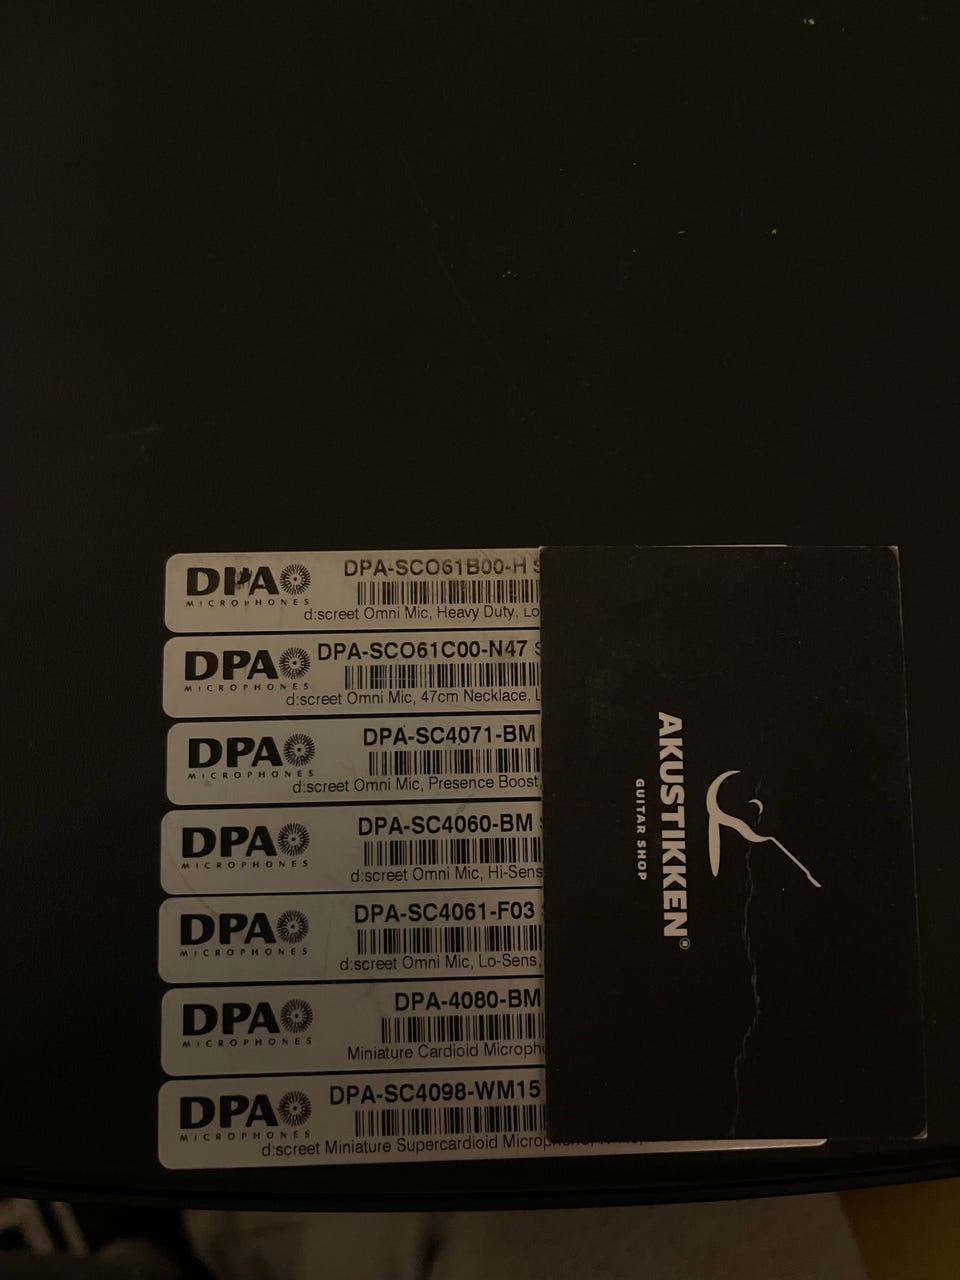 DPA
MICROPHONES
DPA-SCO61B00-H
d:screet Omni Mic, Heavy Duty,
DPA
MICROPHONES
DPA-SCO61C00-N47
d:screet Omni Mic, 47cm Necklace,
DPA
MICROPHONES
DPA-SC4071-BM
d:screet Omni Mic, Presence Boost,
DPA
MICROPHONES
DPA-SC4060-BM
d:screet Omni Mic, Hi-Sens
DPA
MICROPHONES
DPA-SC4061-F03
d:screet Omni Mic, Lo-Sens,
DPA
MICROPHONES
DPA-4080-BM
Miniature Cardioid Microph
DPA
MICROPHONES
DPA-SC4098-WM15
d:screet Miniature Supercardioid Microphone,
AKUSTIKKEN®
GUITAR SHOP